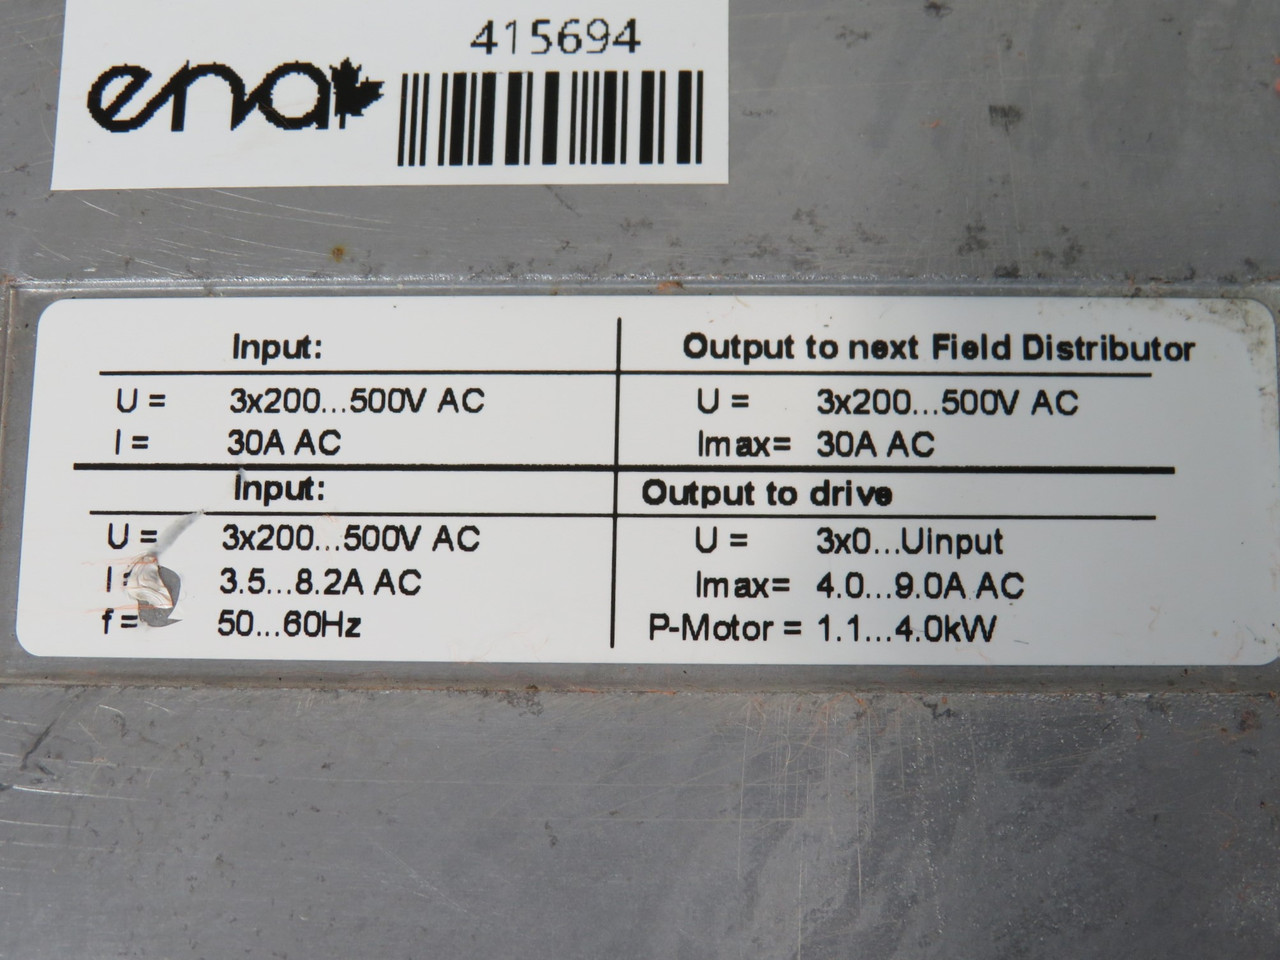 415694
ena
Input:
U = 3x200...500V AC
I = 30A AC
Output to next Field Distributor
U = 3x200...500V AC
Imax= 30A AC
Input:
U = 3x200...500V AC
I = 3.5...8.2A AC
f = 50...60Hz
Output to drive
U = 3x0...Uinput
Imax= 4.0...9.0A AC
P-Motor = 1.1...4.0kW